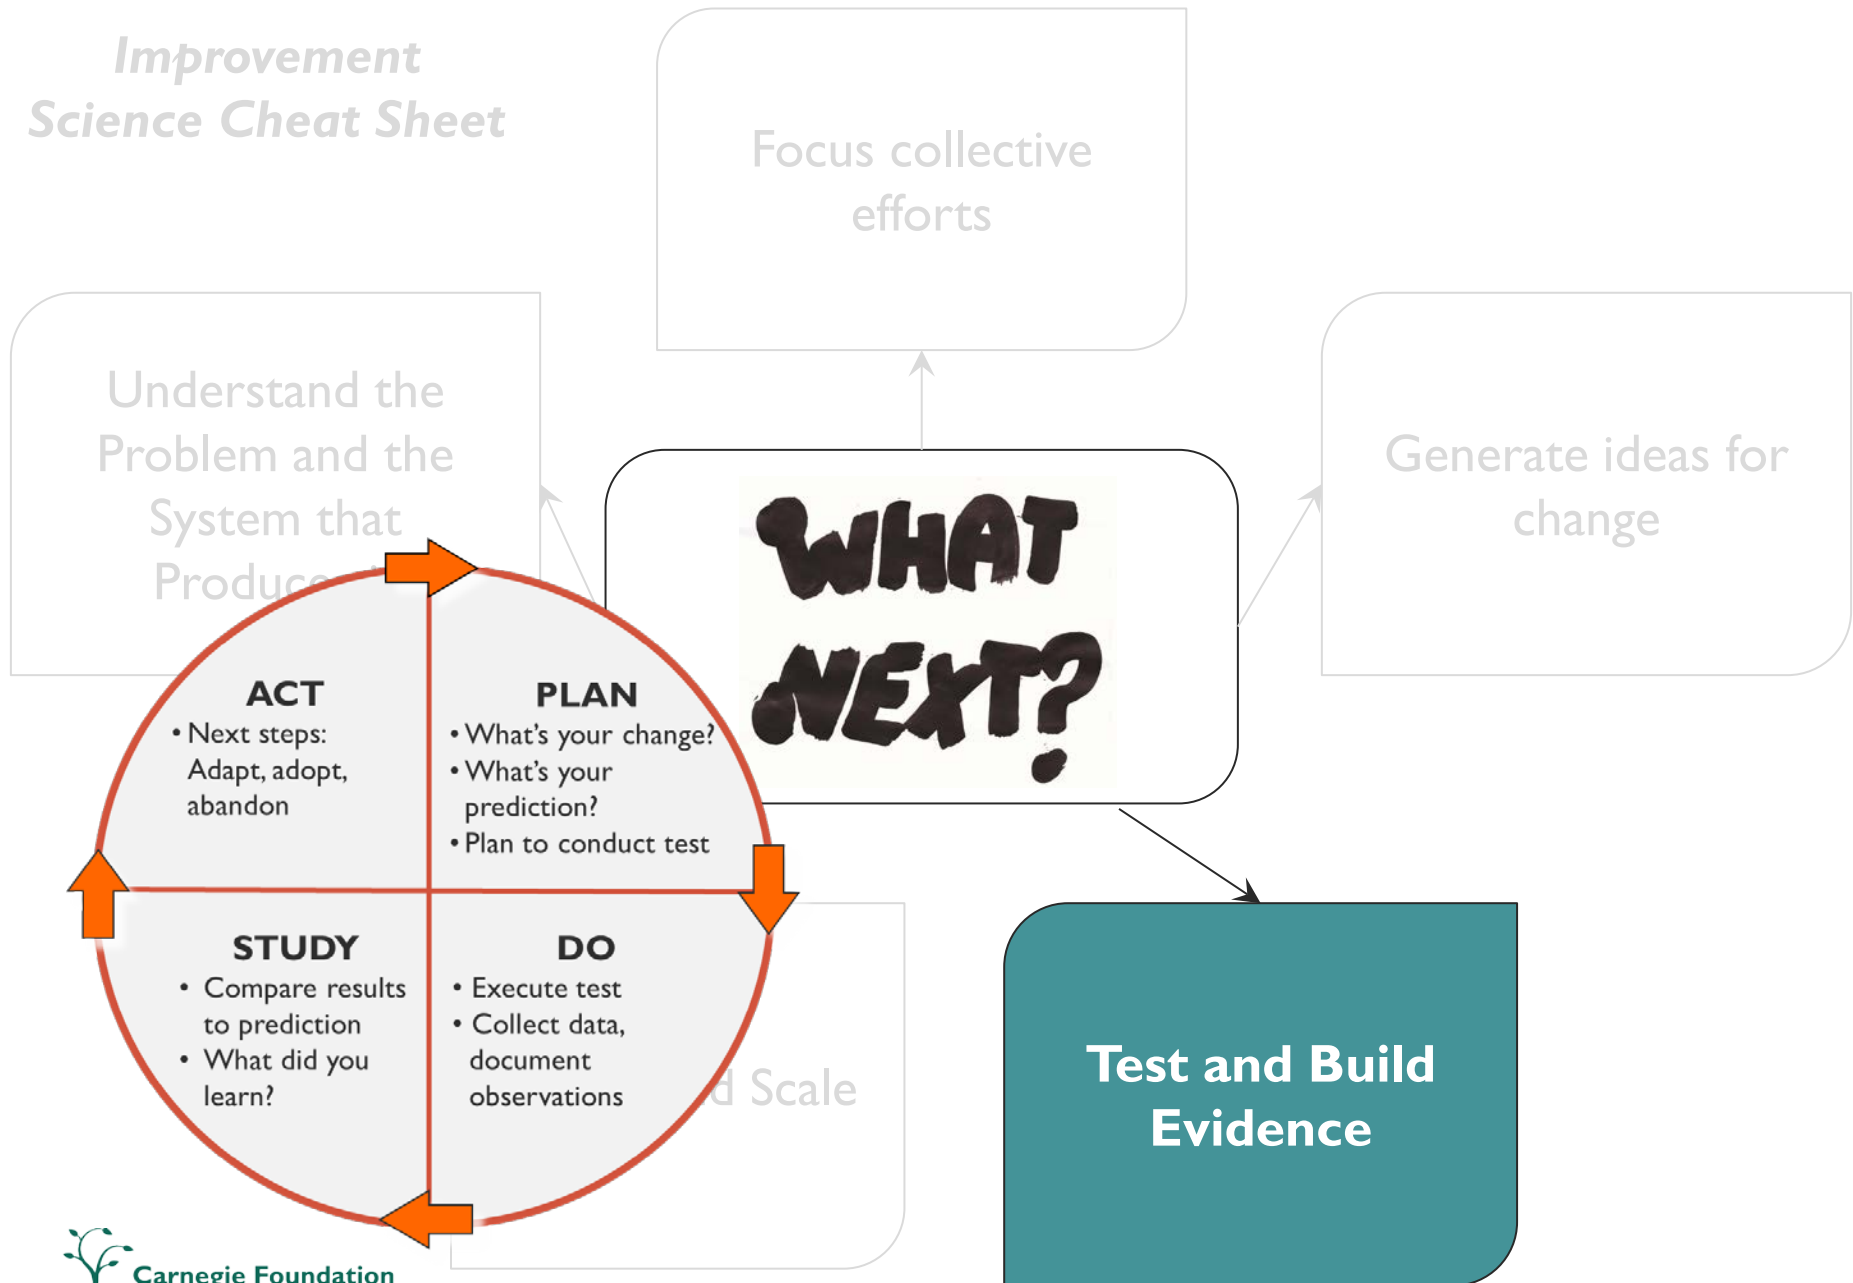 Improvement
Science Cheat Sheet
Focus collective
efforts
Understand the
Problem and the
System that
Generate ideas for
change
WHAT
NEXT?
ACT
• Next steps:
Adapt, adopt,
abandon
PLAN
• What's your change?
• What's your
prediction?
• Plan to conduct test
STUDY
• Compare results
to prediction
• What did you
learn?
DO
• Execute test
• Collect data,
document
observations
Scale
Test and Build
Evidence
Carnegie Foundation